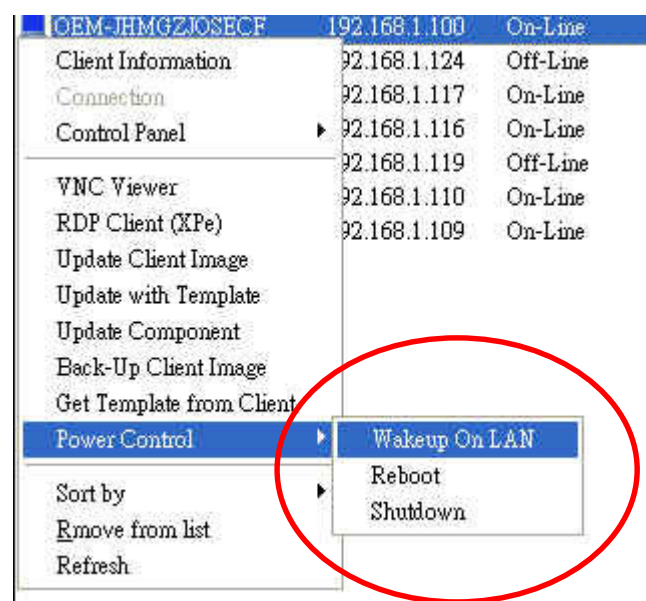 OEM-JHMGZJOSECF 192.168.1.100 On-Line
Client Information 92.168.1.124 Off-Line
Connection 92.168.1.117 On-Line
Control Panel 92.168.1.116 On-Line
92.168.1.119 Off-Line
VNC Viewer 92.168.1.110 On-Line
RDP Client (XPe) 92.168.1.109 On-Line
Update Client Image
Update with Template
Update Component
Back-Up Client Image
Get Template from Client
Power Control Wakeup On LAN
Reboot
Sort by Shutdown
Rmove from list
Refresh